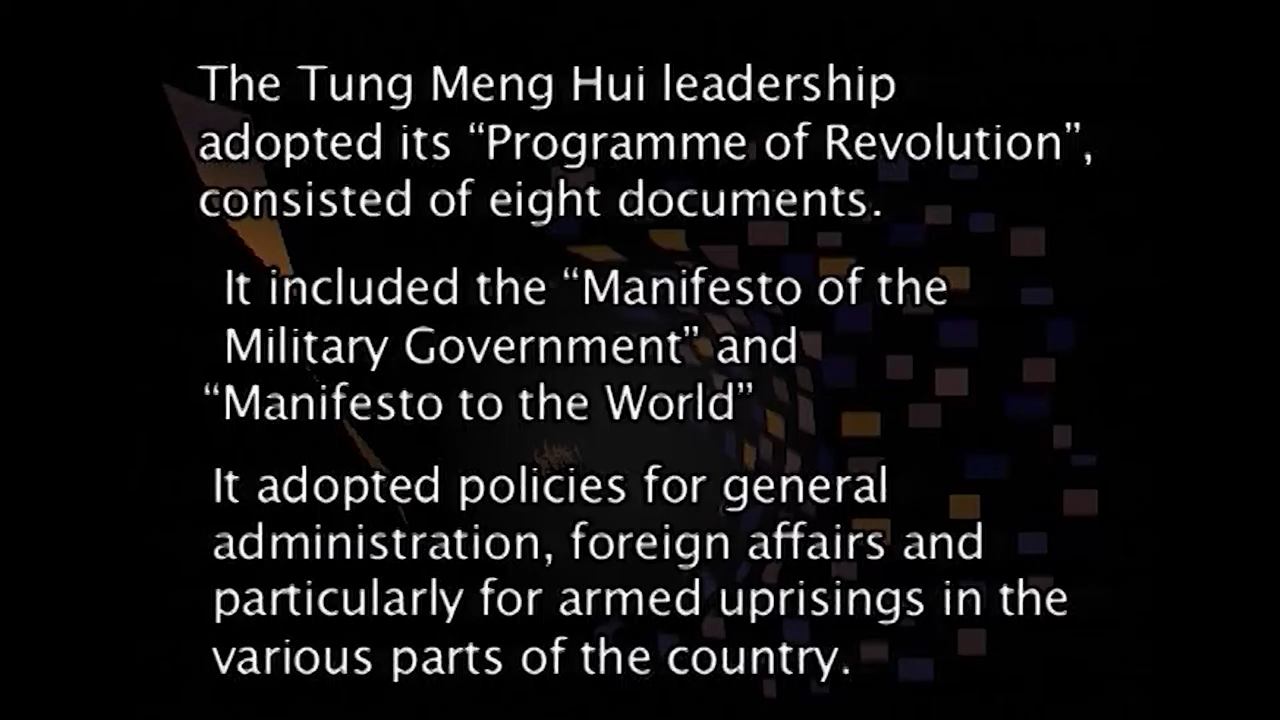 The Tung Meng Hui leadership
adopted its “Programme of Revolution”,
consisted of eight documents.
It included the “Manifesto of the
Military Government” and
“Manifesto to the World”
It adopted policies for general
administration, foreign affairs and
particularly for armed uprisings in the
various parts of the country.